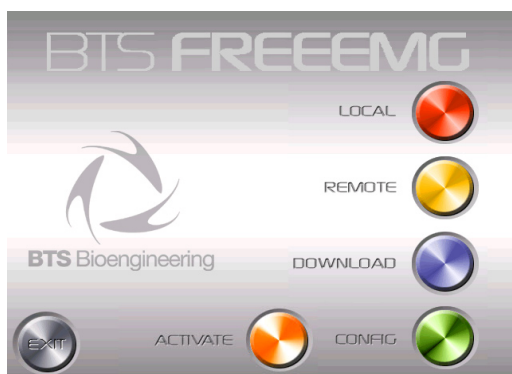 BTS FREEEMG
LOCAL
REMOTE
BTS Bioengineering
DOWNLOAD
EXIT
ACTIVATE
CONFIG